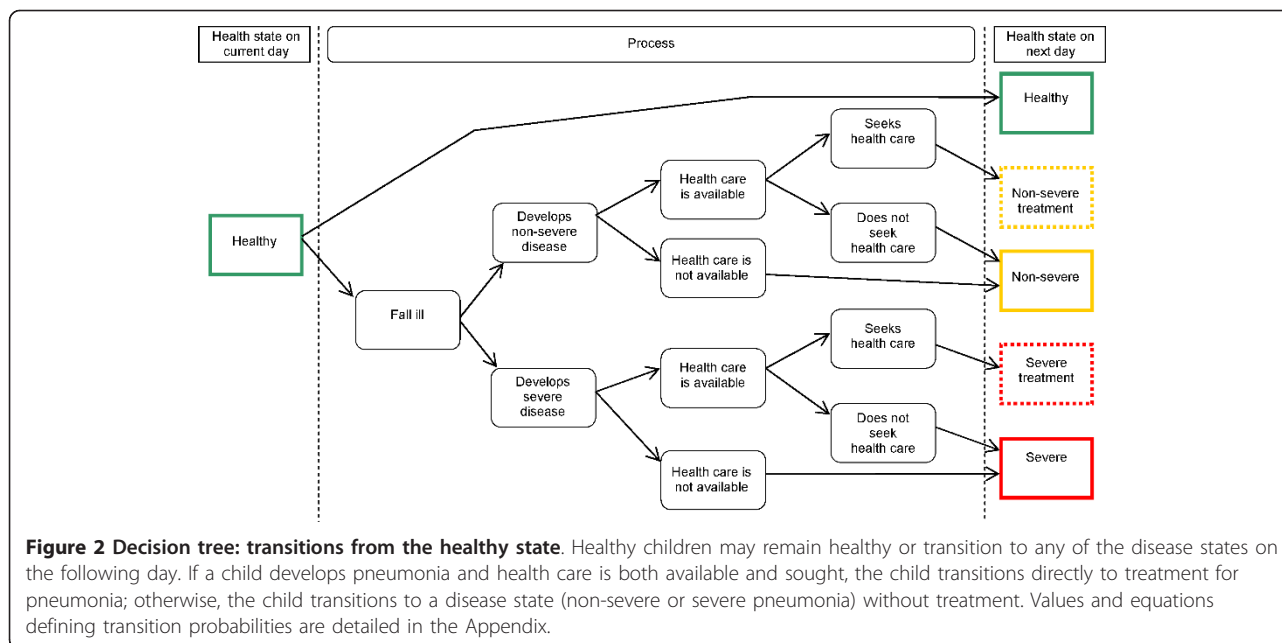 Health state on
current day
Process
Health state on
next day
Healthy
Seeks
health care
Health care
is available
Non-severe
treatment
Develops
non-severe
disease
Does not
seek
health care
Healthy
Health care is
not available
Non-severe
Fall ill
Seeks
health care
Health care
is available
Severe
treatment
Develops
severe
disease
Does not
seek
health care
Severe
Health care is
not available
Figure 2 Decision tree: transitions from the healthy state. Healthy children may remain healthy or transition to any of the disease states on
the following day. If a child develops pneumonia and health care is both available and sought, the child transitions directly to treatment for
pneumonia; otherwise, the child transitions to a disease state (non-severe or severe pneumonia) without treatment. Values and equations
defining transition probabilities are detailed in the Appendix.